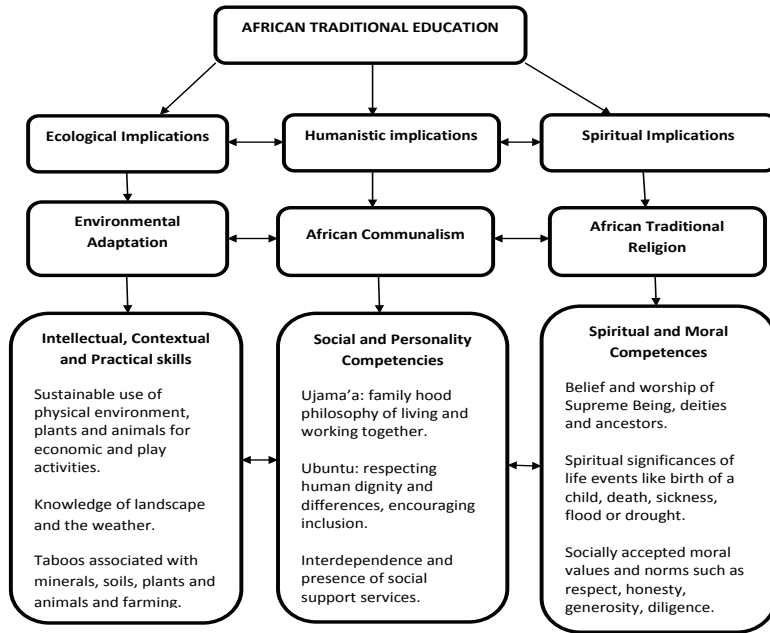 AFRICAN TRADITIONAL EDUCATION
Ecological Implications
Humanistic implications
Spiritual Implications
Environmental
Adaptation
African Communalism
African Traditional
Religion
Intellectual, Contextual
and Practical skills
Sustainable use of
physical environment,
plants and animals for
economic and play
activities.
Knowledge of landscape
and the weather.
Taboos associated with
minerals, soils, plants and
animals and farming.
Social and Personality
Competencies
Ujama’a: family hood
philosophy of living and
working together.
Ubuntu: respecting
human dignity and
differences, encouraging
inclusion.
Interdependence and
presence of social
support services.
Spiritual and Moral
Competences
Belief and worship of
Supreme Being, deities
and ancestors.
Spiritual significances of
life events like birth of a
child, death, sickness,
flood or drought.
Socially accepted moral
values and norms such as
respect, honesty,
generosity, diligence.